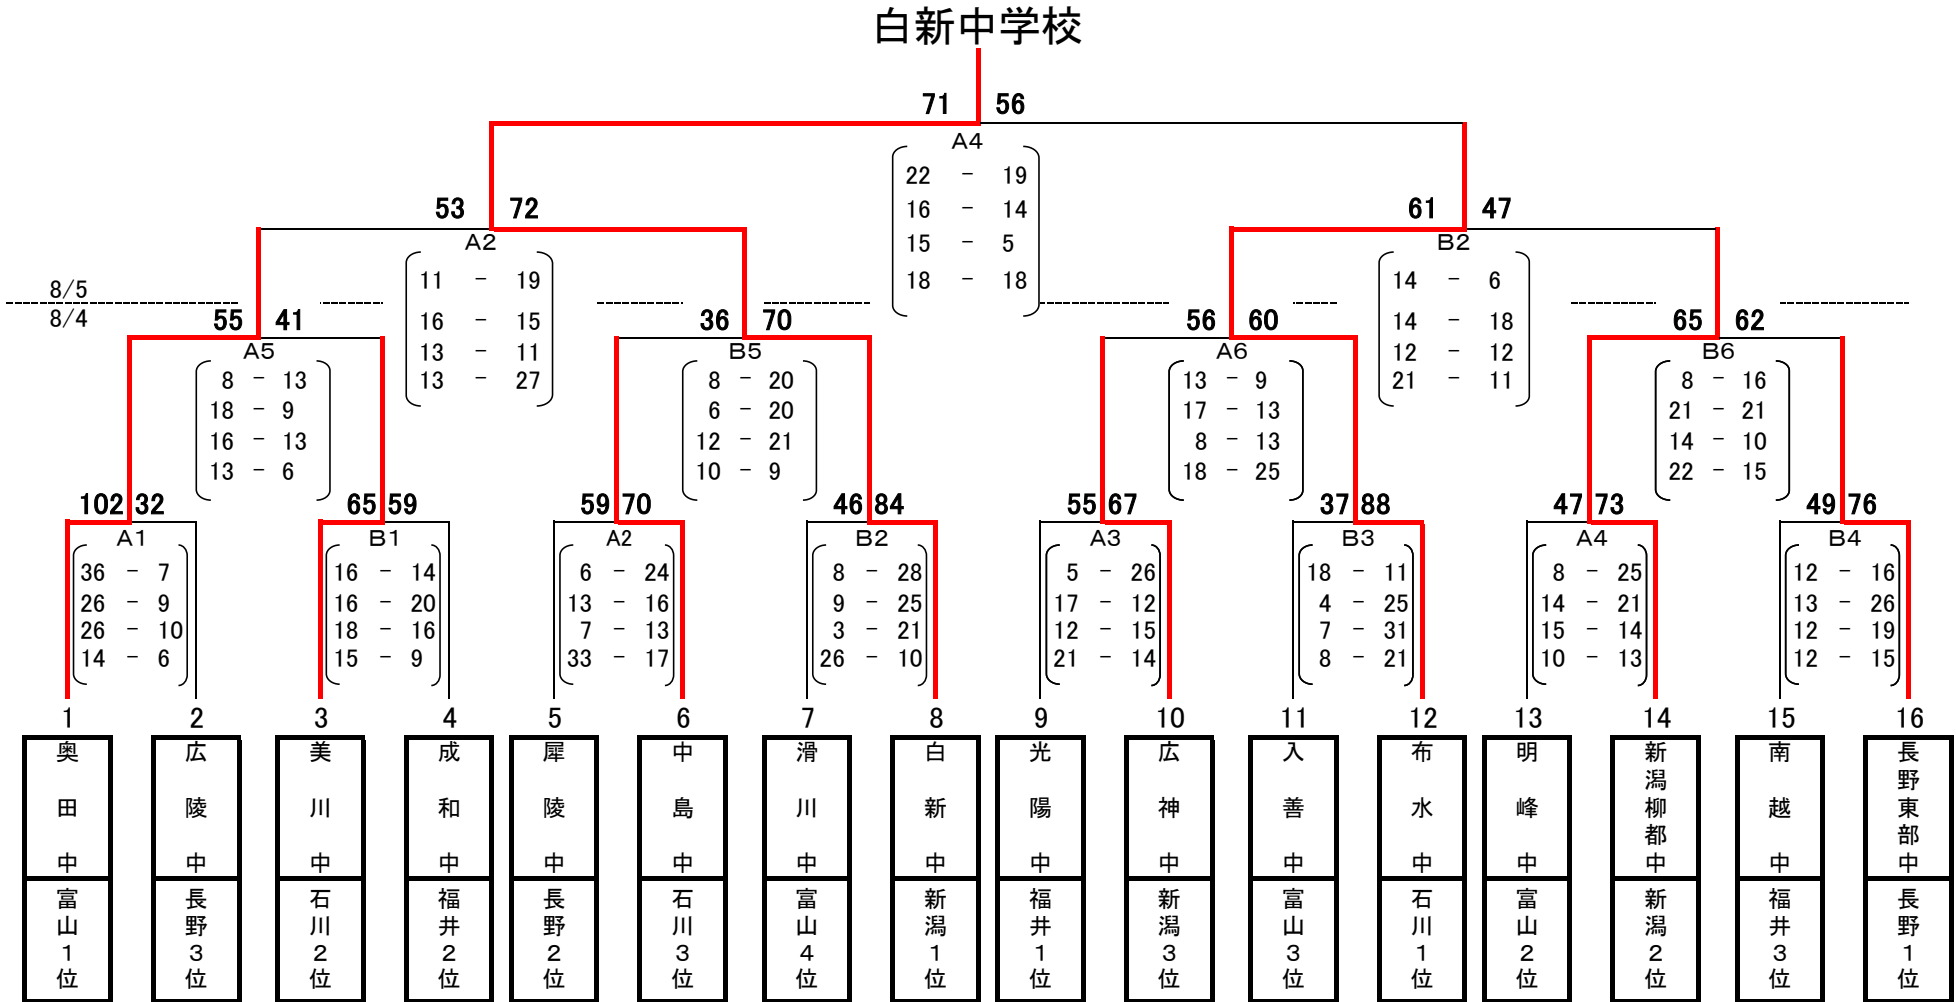 白新中学校
71 56
A4
22 - 19
16 - 14
15 - 5
18 - 18
53 72
A2
11 - 19
16 - 15
13 - 11
13 - 27
61 47
B2
14 - 6
14 - 18
12 - 12
21 - 11
8/5
8/4
55 41
A5
8 - 13
18 - 9
16 - 13
13 - 6
36 70
B5
8 - 20
6 - 20
12 - 21
10 - 9
56 60
A6
13 - 9
17 - 13
8 - 13
18 - 25
65 62
B6
8 - 16
21 - 21
14 - 10
22 - 15
102 32
A1
36 - 7
26 - 9
26 - 10
14 - 6
65 59
B1
16 - 14
16 - 20
18 - 16
15 - 9
59 70
A2
6 - 24
13 - 16
7 - 13
33 - 17
46 84
B2
8 - 28
9 - 25
3 - 21
26 - 10
55 67
A3
5 - 26
17 - 12
12 - 15
21 - 14
37 88
B3
18 - 11
4 - 25
7 - 31
8 - 21
47 73
A4
8 - 25
14 - 21
15 - 14
10 - 13
49 76
B4
12 - 16
13 - 26
12 - 19
12 - 15
1 2 3 4 5 6 7 8 9 10 11 12 13 14 15 16
奥田中
広陵中
美川中
成和中
犀陵中
中島中
滑川中
白新中
光陽中
広神中
入善中
布水中
明峰中
新潟柳都中
南越中
長野東部中
富山1位
長野3位
石川2位
福井2位
長野2位
石川3位
富山4位
新潟1位
福井1位
新潟3位
富山3位
石川1位
富山2位
新潟2位
福井3位
長野1位